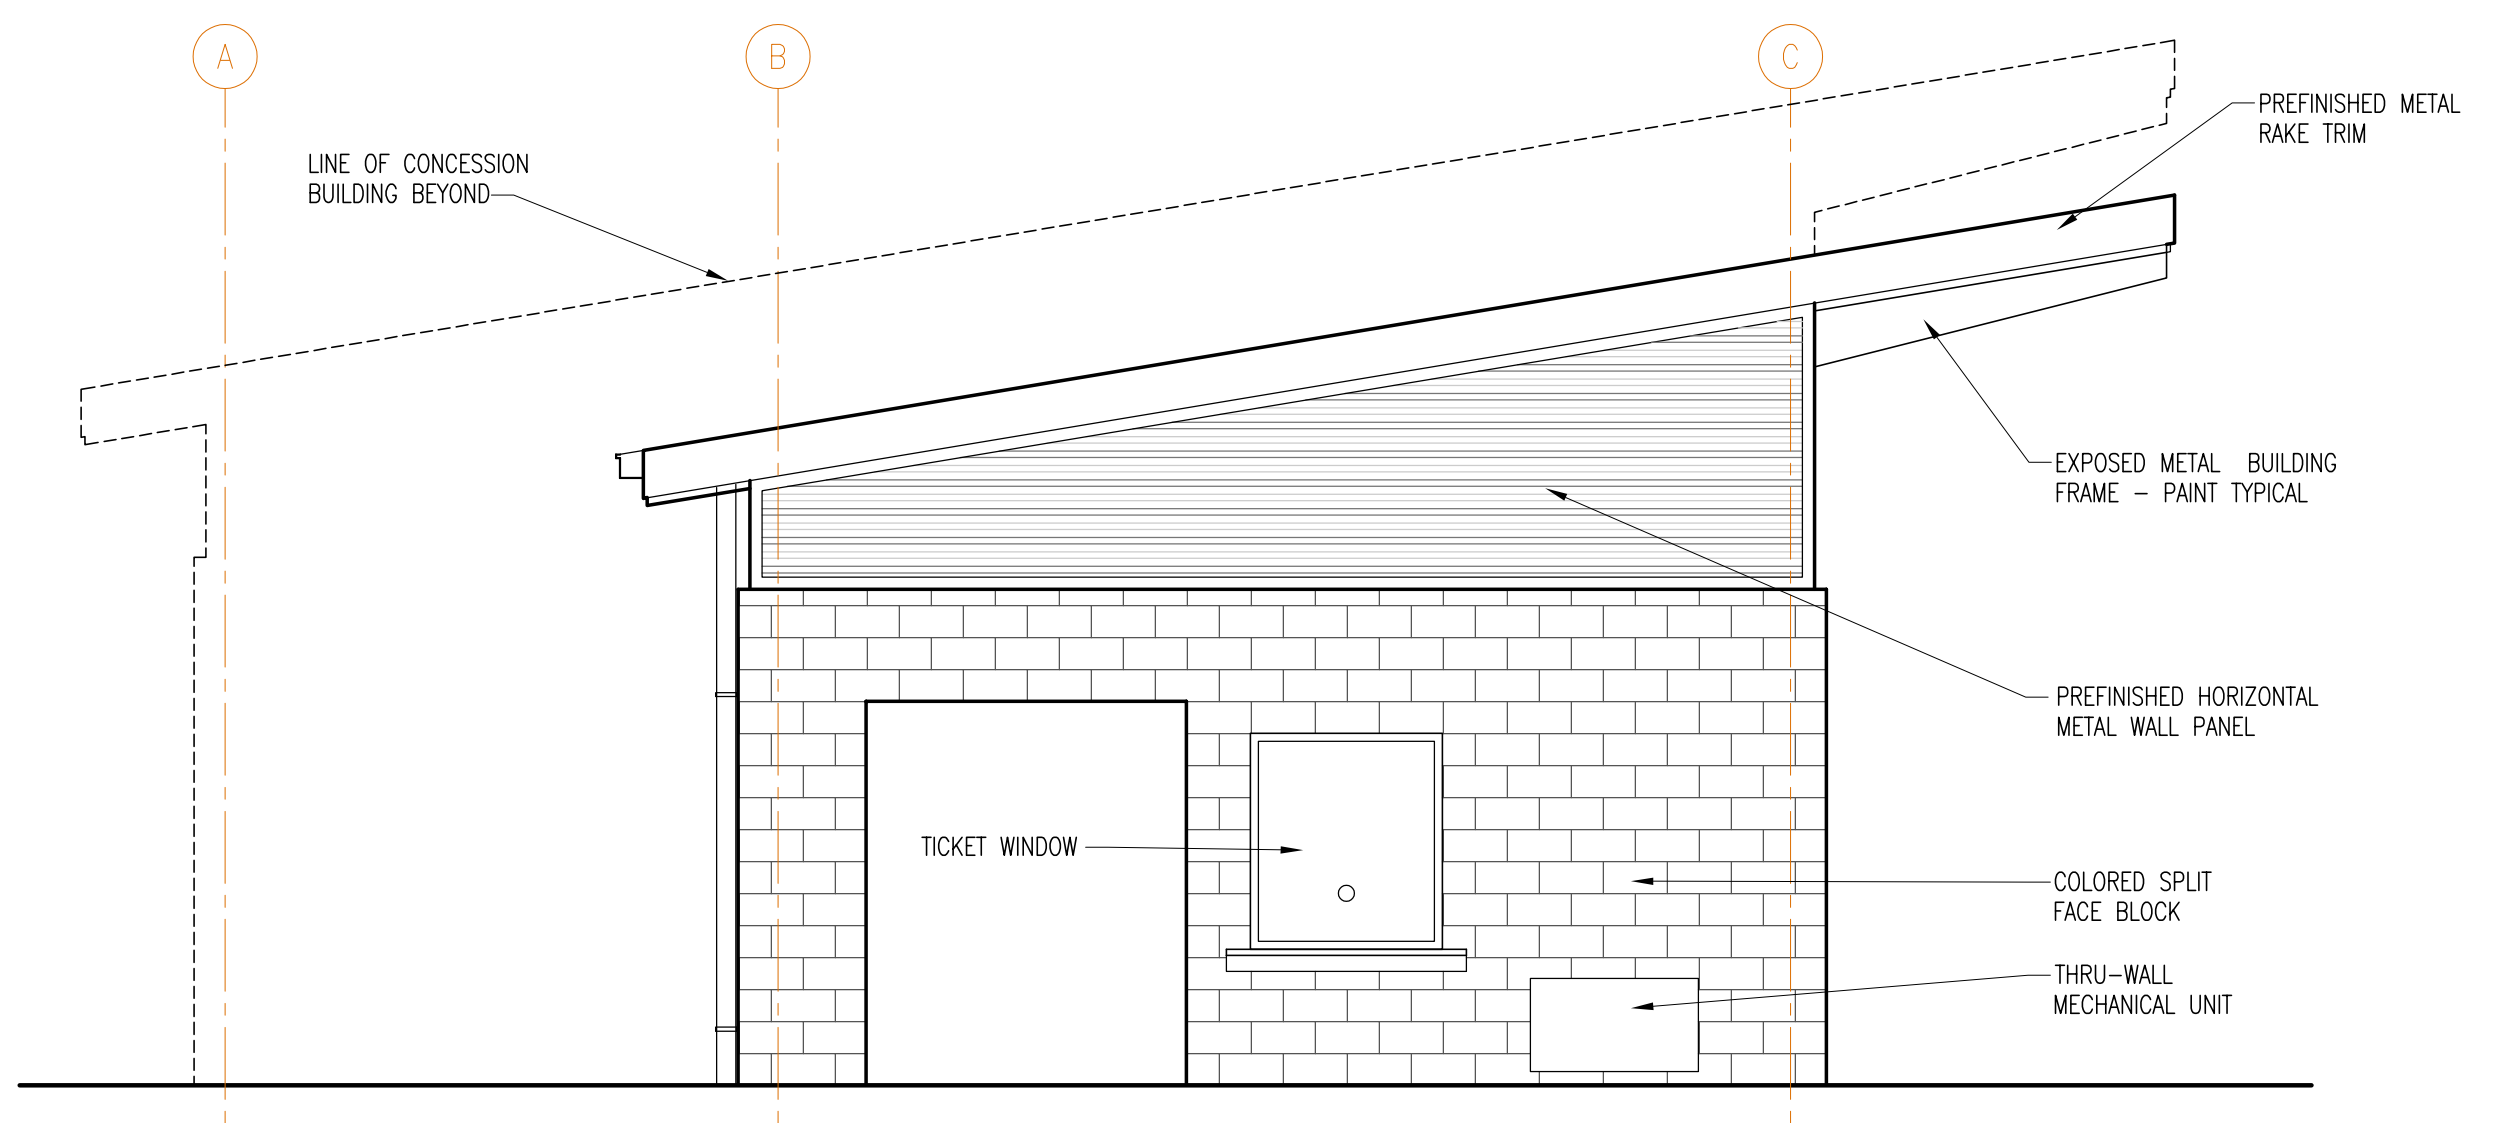 A
B
C
PREFINISHED METAL
RAKE TRIM
LINE OF CONCESSION
BUILDING BEYOND
EXPOSED METAL BUILDING
FRAME - PAINT TYPICAL
PREFINISHED HORIZONTAL
METAL WALL PANEL
TICKET WINDOW
COLORED SPLIT
FACE BLOCK
THRU-WALL
MECHANICAL UNIT